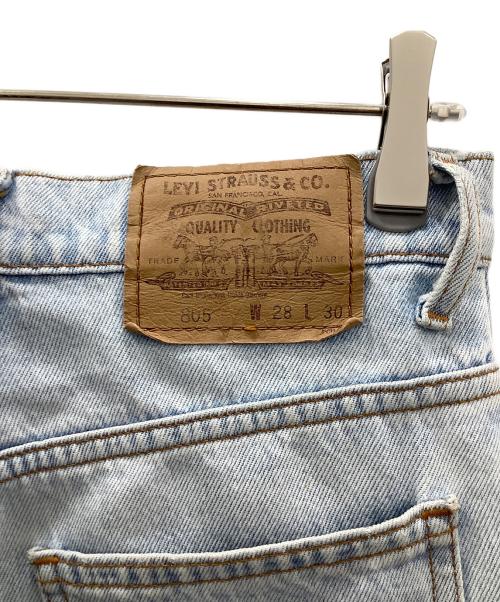 LEVI STRAUSS & CO.
SAN FRANCISCO, CAL.
ORIGINAL RIVETED
QUALITY CLOTHING
TRADE MARK
805 W 28 L 30